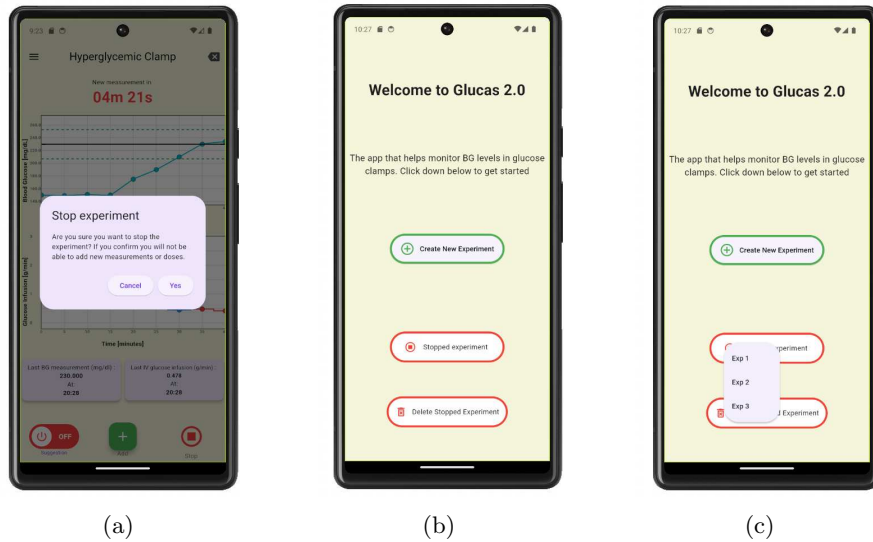 9:23
Hyperglycemic Clamp
New measurement in
04m 21s
Blood Glucose [mg/dL]
Stop experiment
Are you sure you want to stop the
experiment? If you confirm you will not be
able to add new measurements or doses.
Cancel
Yes
Glucose Infusion [g/min]
Time [minutes]
Last BG measurement (mg/dl):
230.000
At:
20:28
Last IV glucose infusion (g/min)
0.478
At:
20:28
OFF
Suggestion
Add
Stop
(a)
10:27
Welcome to Glucas 2.0
The app that helps monitor BG levels in glucose
clamps. Click down below to get started
Create New Experiment
Stopped experiment
Delete Stopped Experiment
(b)
10:27
Welcome to Glucas 2.0
The app that helps monitor BG levels in glucose
clamps. Click down below to get started
Create New Experiment
Exp 1
Exp 2
Exp 3
Experiment
(c)